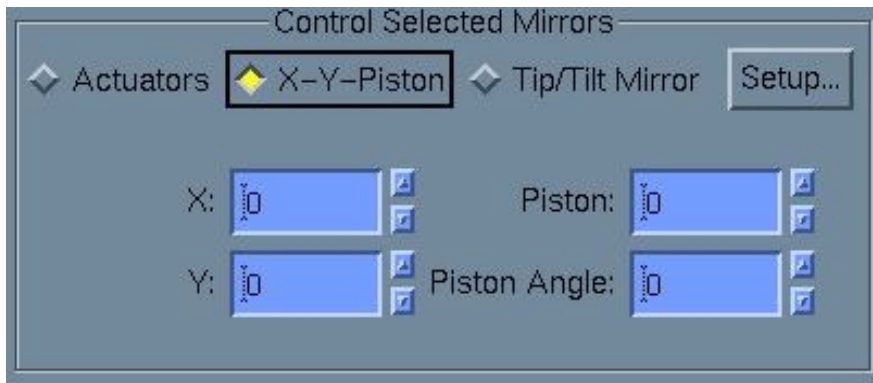 Control Selected Mirrors
Actuators X-Y-Piston Tip/Tilt Mirror Setup...
X: 0 Piston: 0
Y: 0 Piston Angle: 0